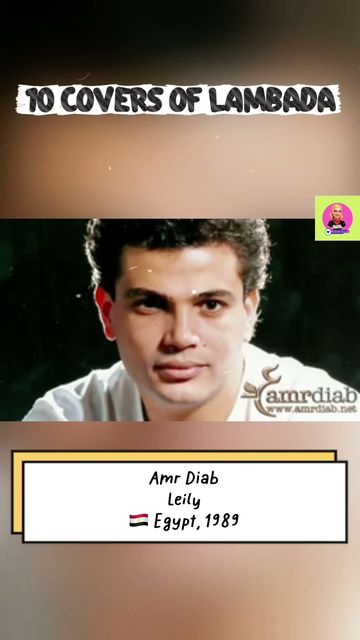 10 COVERS OF LAMBADA
amrdiab
www.amrdiab.net
Amr Diab
Leily
🇪🇬 Egypt, 1989